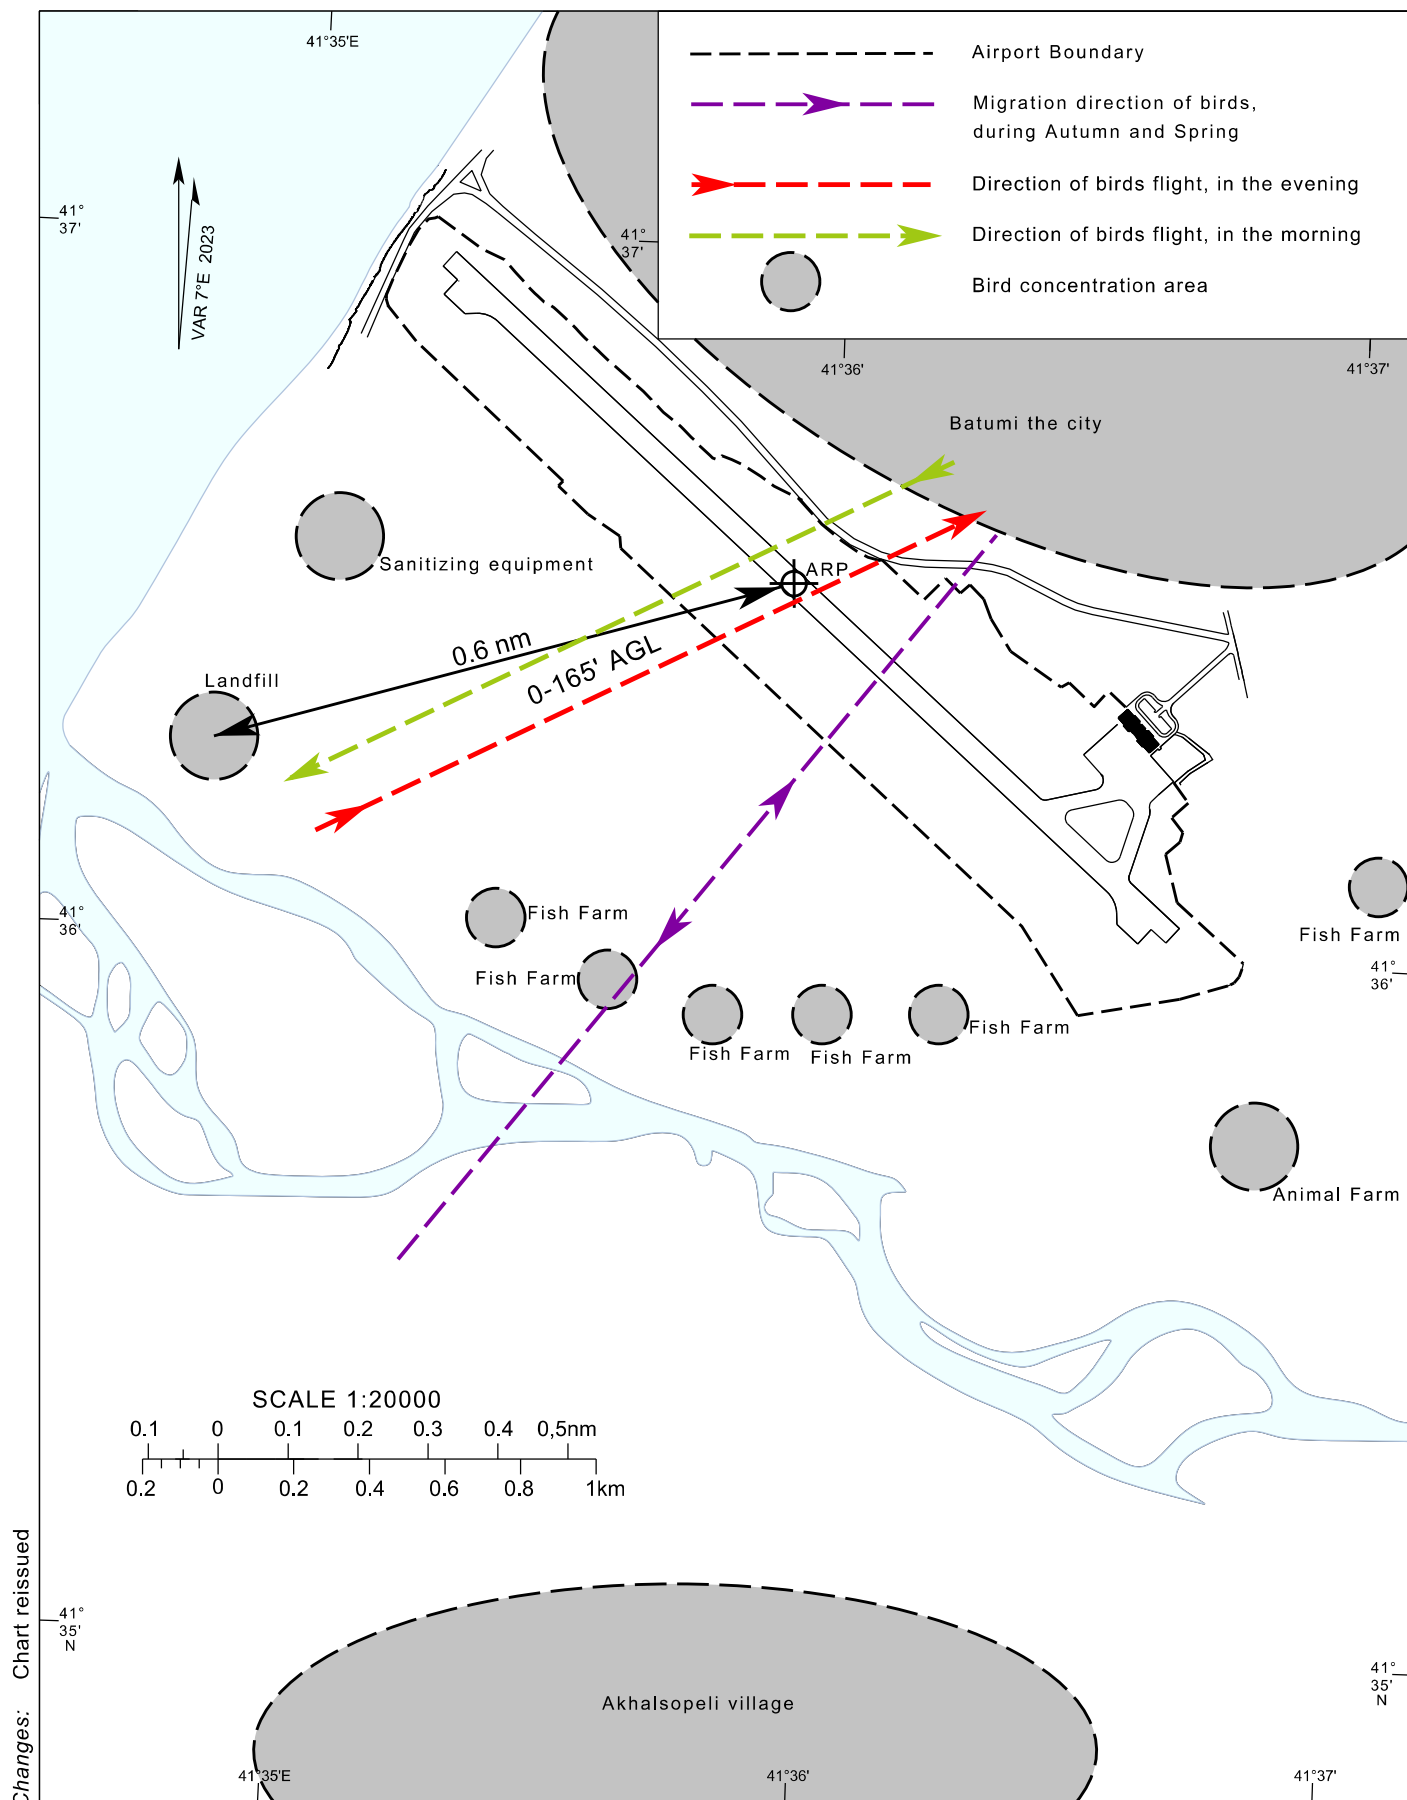 41°35'E
Airport Boundary
Migration direction of birds,
during Autumn and Spring
Direction of birds flight, in the evening
Direction of birds flight, in the morning
Bird concentration area
41°
37'
41°
37'
VAR 7°E 2023
41°36'
41°37'
Batumi the city
Sanitizing equipment
ARP
0.6 nm
0-165' AGL
Landfill
41°
36'
Fish Farm
Fish Farm
Fish Farm
41°
36'
Fish Farm
Fish Farm
Fish Farm
Animal Farm
SCALE 1:20000
0.1 0 0.1 0.2 0.3 0.4 0,5nm
0.2 0 0.2 0.4 0.6 0.8 1km
Changes: Chart reissued
41°
35'
N
41°
35'
N
Akhalsopeli village
41°35'E
41°36'
41°37'